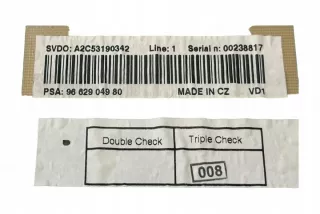 SVDO: A2C53190342 Line: 1 Serial n: 00238817
PSA: 96 629 049 80 MADE IN CZ VD1
Double Check Triple Check
008